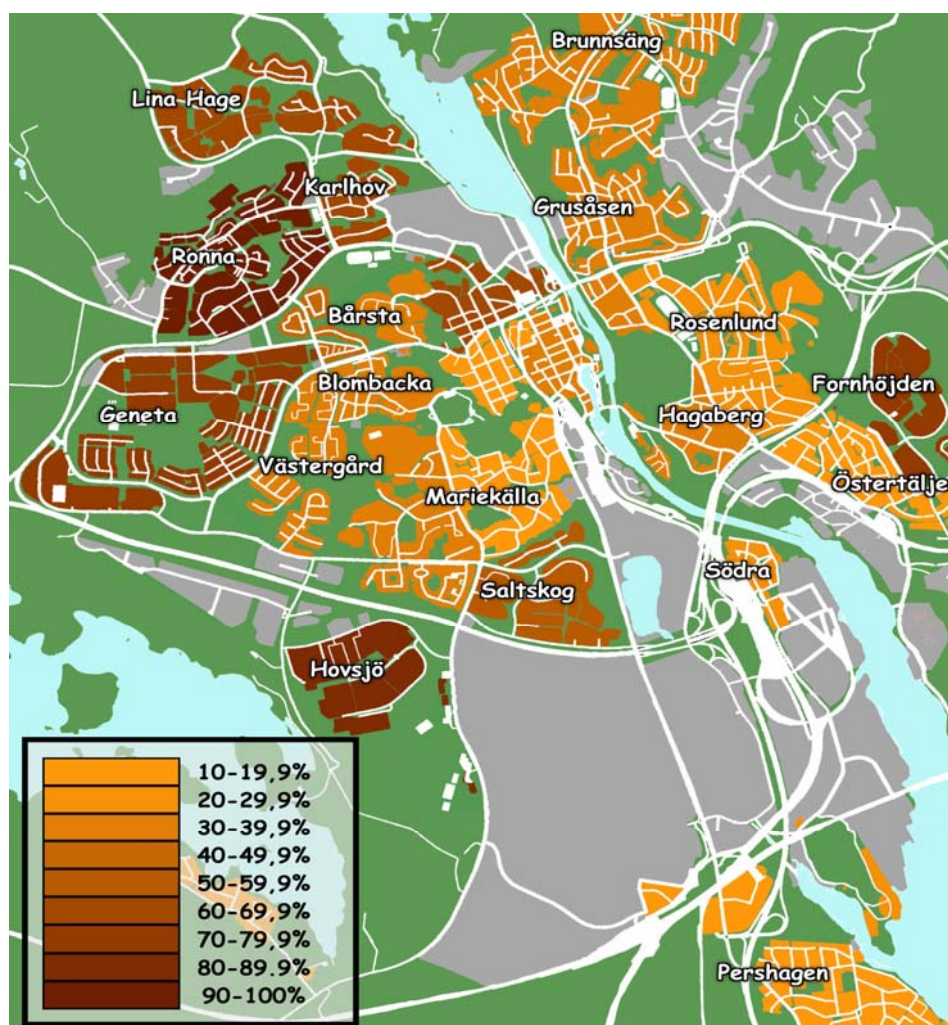 Brunnsäng
Lina Hage
Karlhov
Grusåsen
Ronna
Bårsta
Rosenlund
Blombacka
Fornhöjden
Geneta
Hagaberg
Västergård
Mariekälla
Östertälje
Södra
Saltskog
Hovsjö
10-19,9%
20-29,9%
30-39,9%
40-49,9%
50-59,9%
60-69,9%
70-79,9%
80-89.9%
90-100%
Pershagen